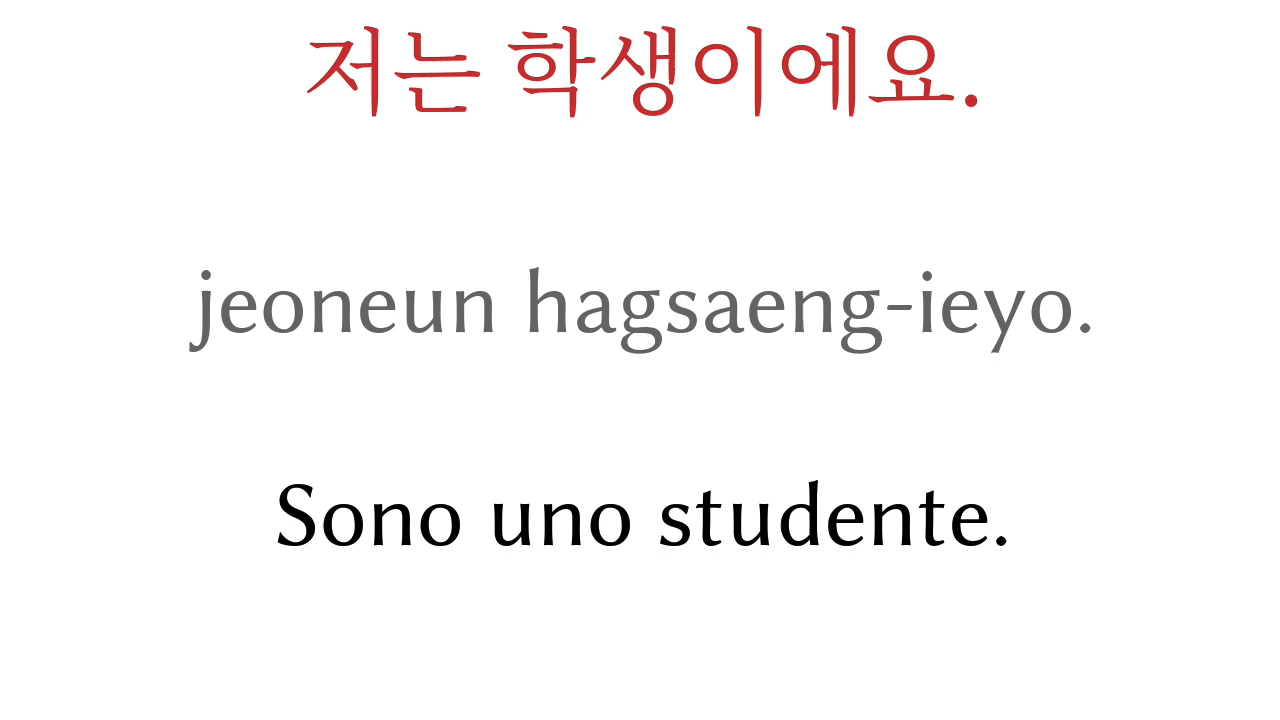 저는 학생이에요.
jeoneun hagsaeng-ieyo.
Sono uno studente.